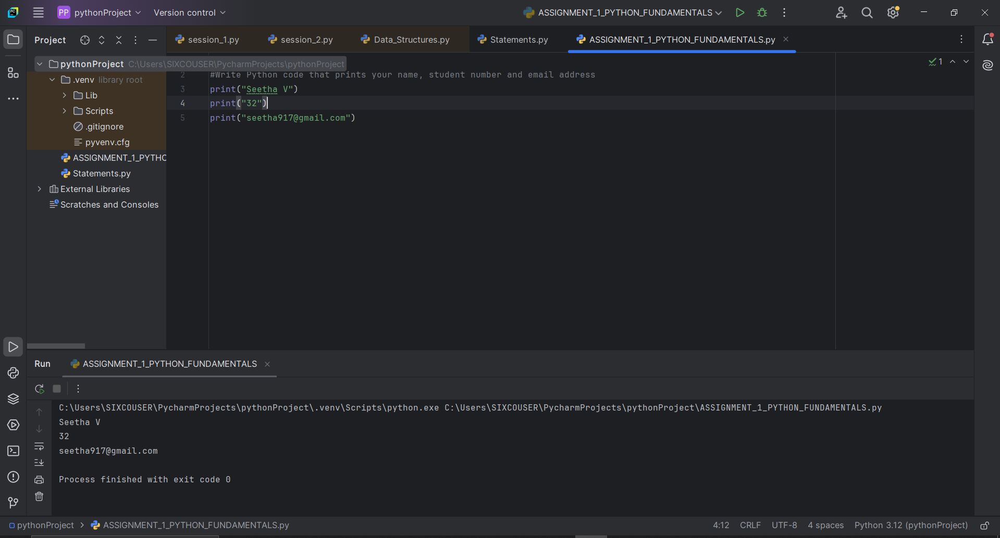 PP pythonProject Version control ASSIGNMENT_1_PYTHON_FUNDAMENTALS
Project
session_1.py session_2.py Data_Structures.py Statements.py ASSIGNMENT_1_PYTHON_FUNDAMENTALS.py
pythonProject C:\Users\SIXCOUSER\PycharmProjects\pythonProject
.venv library root
Lib
Scripts
.gitignore
pyvenv.cfg
ASSIGNMENT_1_PYTHO
Statements.py
External Libraries
Scratches and Consoles
1
2 #Write Python code that prints your name, student number and email address
3 print("Seetha V")
4 print("32")
5 print("seetha917@gmail.com")
Run ASSIGNMENT_1_PYTHON_FUNDAMENTALS
C:\Users\SIXCOUSER\PycharmProjects\pythonProject\.venv\Scripts\python.exe C:\Users\SIXCOUSER\PycharmProjects\pythonProject\ASSIGNMENT_1_PYTHON_FUNDAMENTALS.py
Seetha V
32
seetha917@gmail.com
Process finished with exit code 0
pythonProject > ASSIGNMENT_1_PYTHON_FUNDAMENTALS.py 4:12 CRLF UTF-8 4 spaces Python 3.12 (pythonProject)